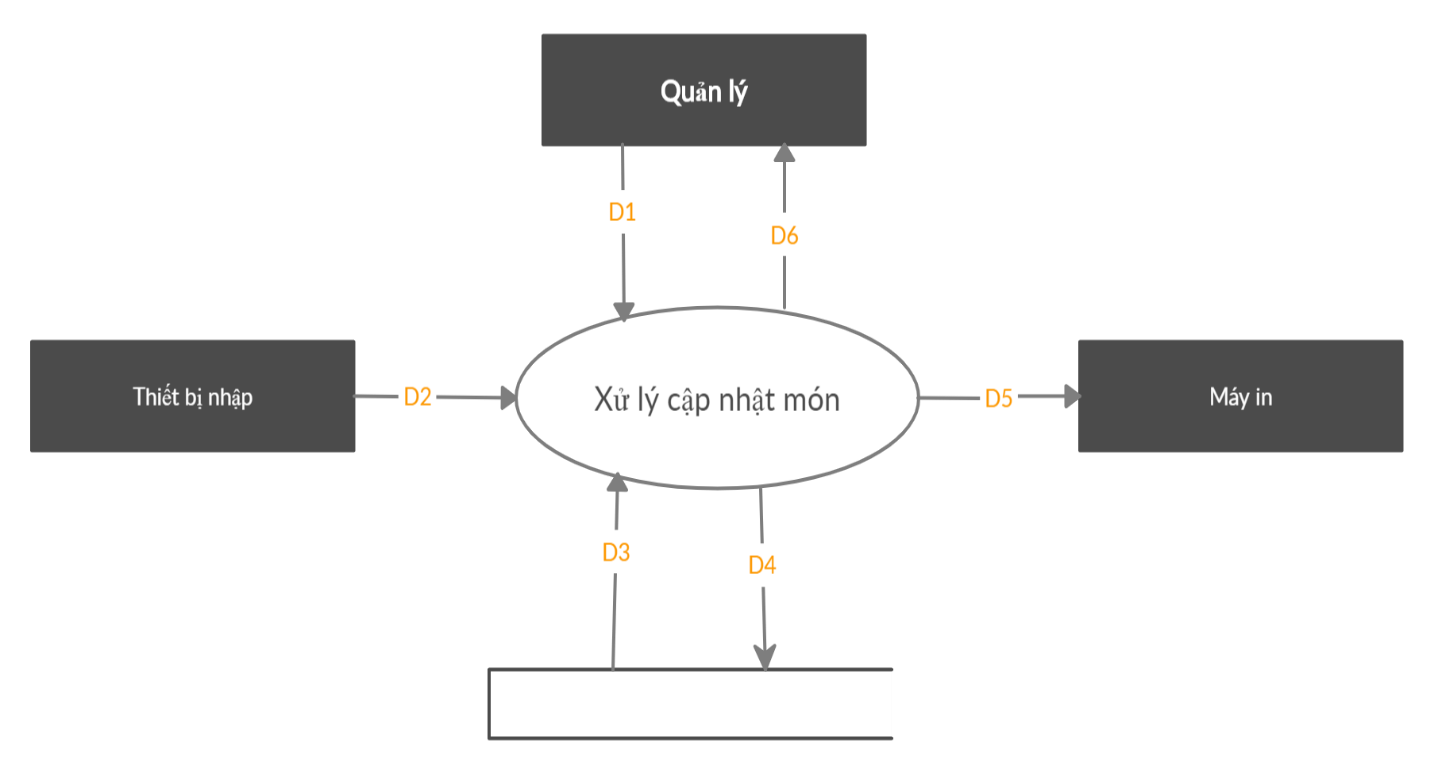 Quản lý
D1
D6
Thiết bị nhập
D2
Xử lý cập nhật món
D5
Máy in
D3
D4